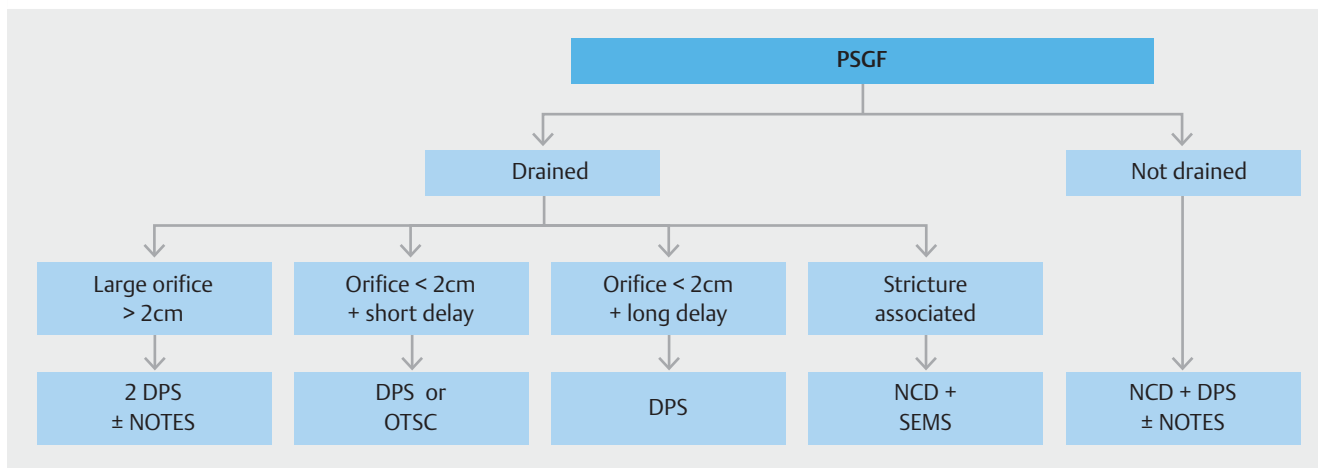 PSGF
Drained
Not drained
Large orifice
> 2cm
Orifice < 2cm
+ short delay
Orifice < 2cm
+ long delay
Stricture
associated
2 DPS
± NOTES
DPS or
OTSC
DPS
NCD +
SEMS
NCD + DPS
± NOTES